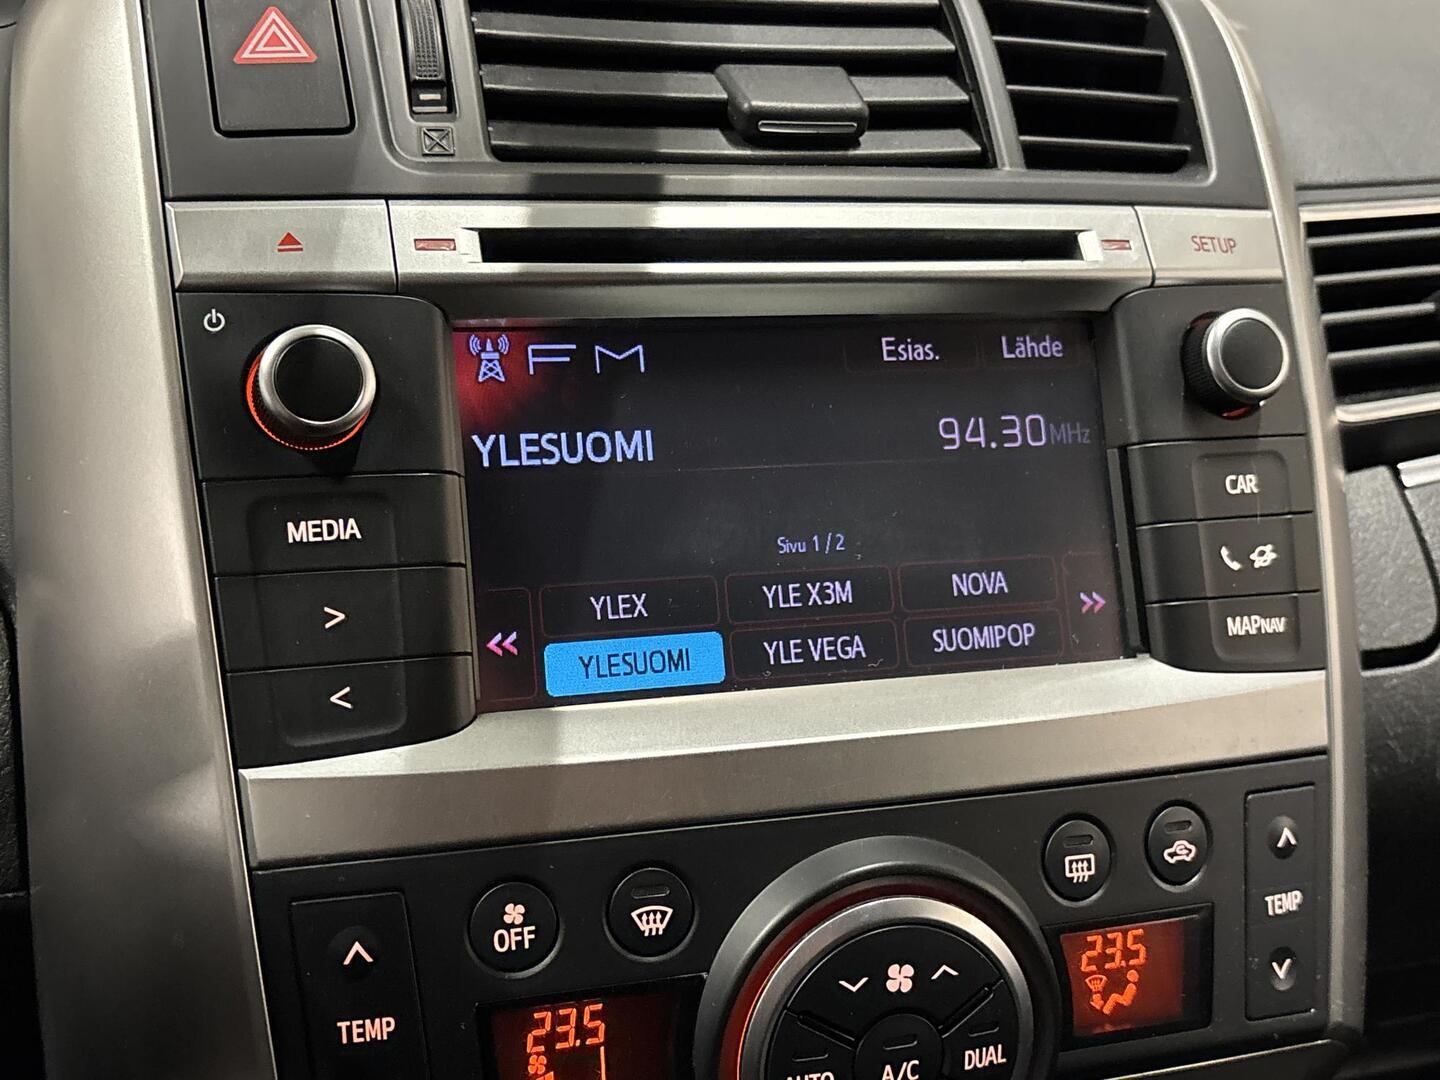 SETUP
FM
Esias.
Lähde
YLESUOMI
94.30MHz
MEDIA
CAR
Sivu 1/2
YLEX
YLE X3M
NOVA
>
<<
>>
MAPNAV
YLESUOMI
YLE VEGA
SUOMIPOP
<
OFF
TEMP
23.5
TEMP
23.5
AUTO
A/C
DUAL